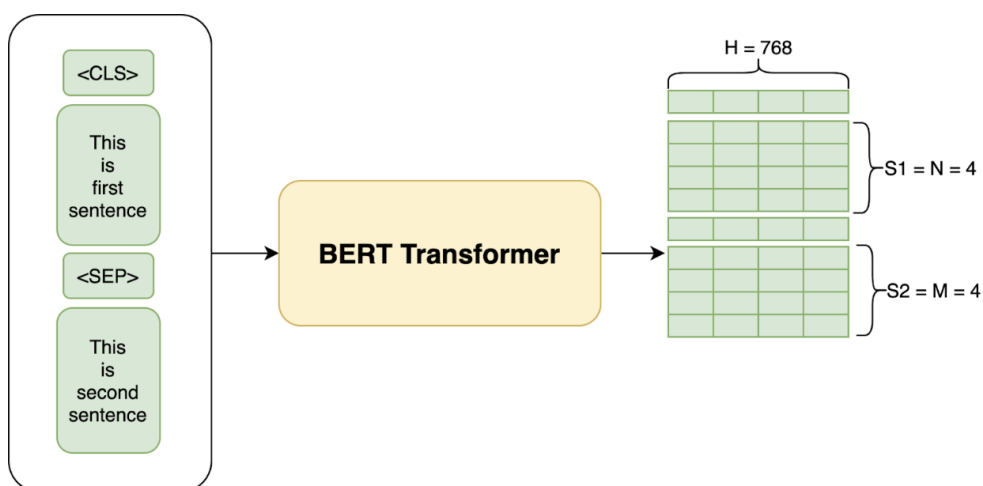 <CLS>
This
is
first
sentence
<SEP>
This
is
second
sentence
BERT Transformer
H = 768
S1 = N = 4
S2 = M = 4